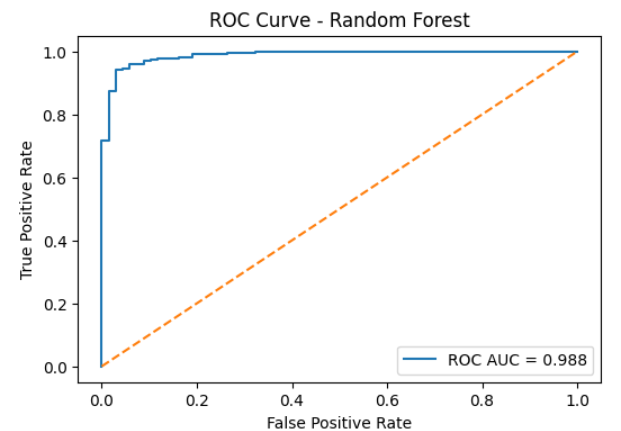 ROC Curve - Random Forest
True Positive Rate
1.0
0.8
0.6
0.4
0.2
0.0
ROC AUC = 0.988
0.0 0.2 0.4 0.6 0.8 1.0
False Positive Rate